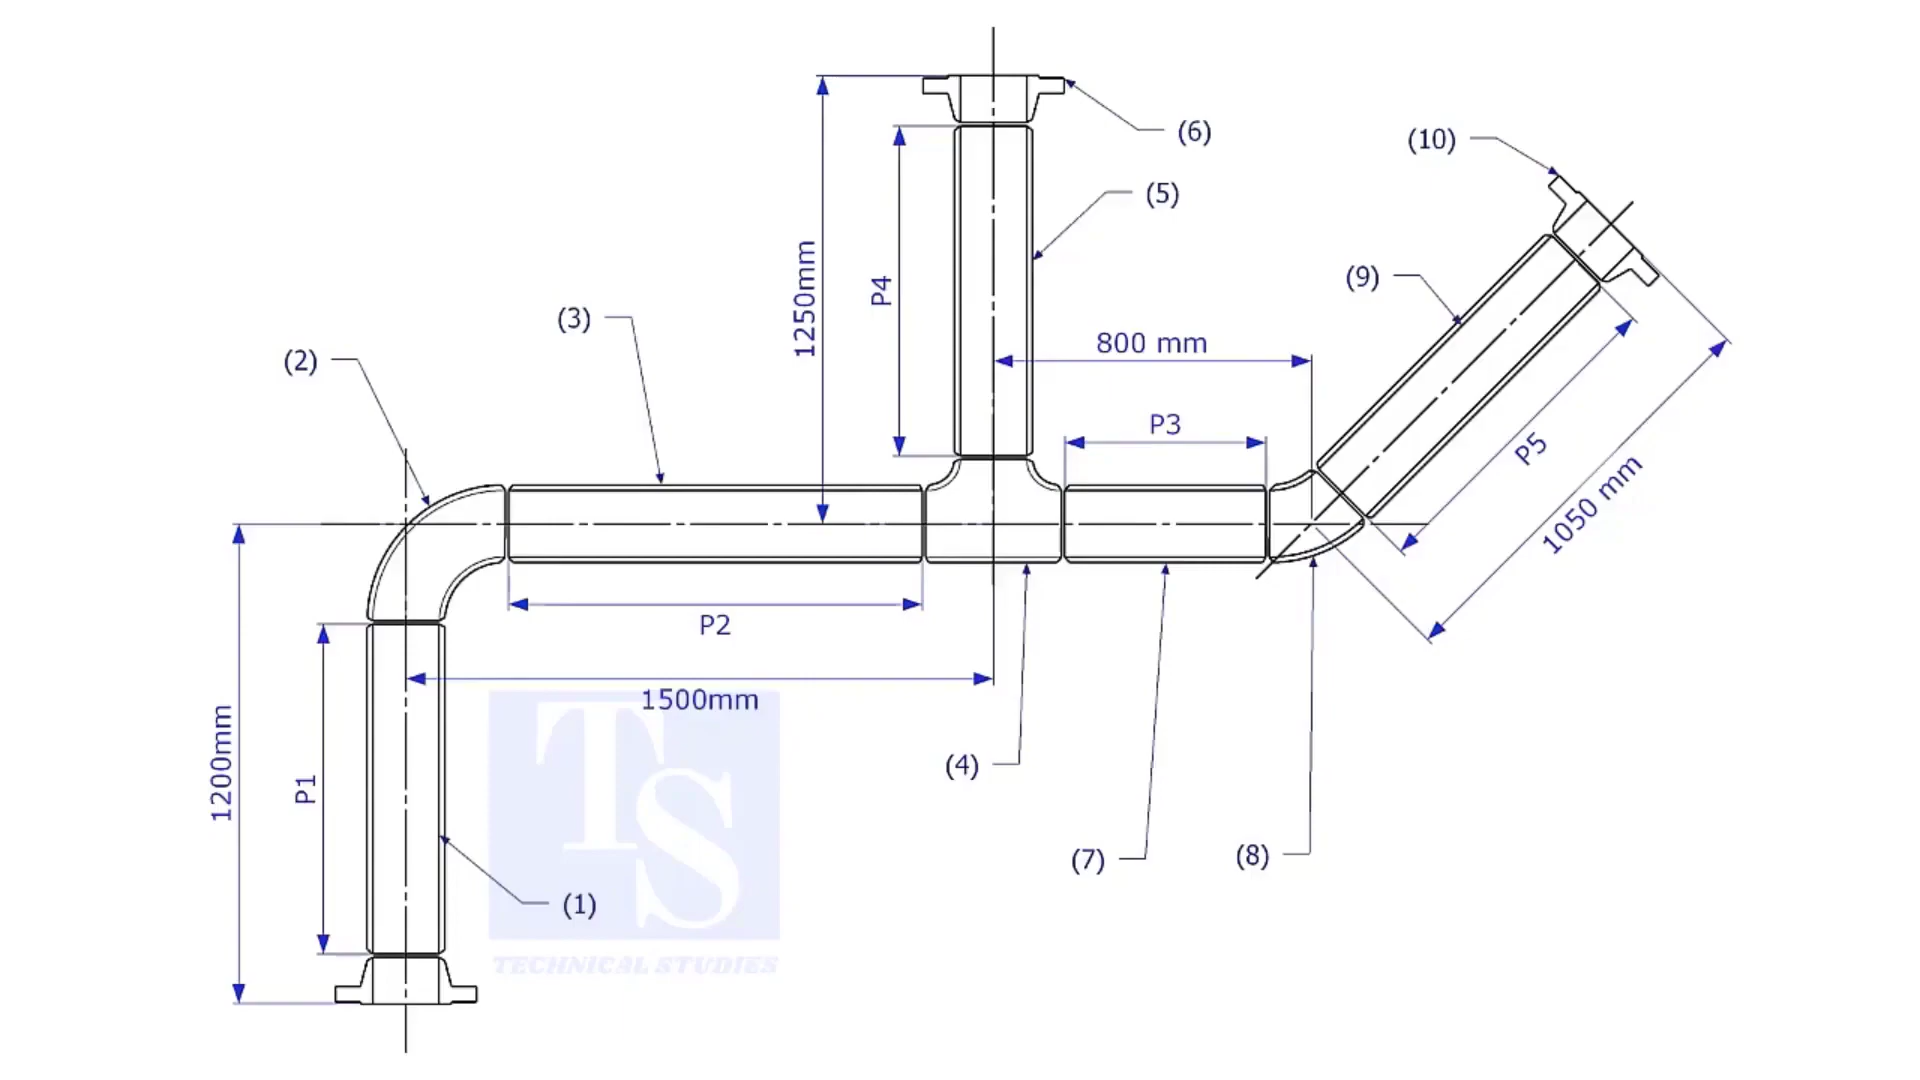 (6)
(10)
(5)
1250mm
P4
(9)
(3)
800 mm
(2)
P3
P5
1050 mm
P2
1500mm
TS
TECHNICAL STUDIES
1200mm
P1
(4)
(7)
(8)
(1)